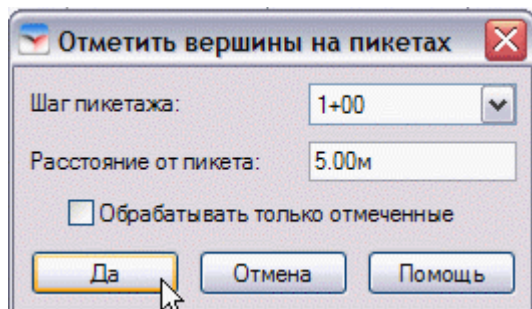 Отметить вершины на пикетах
Шаг пикетажа: 1+00
Расстояние от пикета: 5.00м
Обрабатывать только отмеченные
Да Отмена Помощь